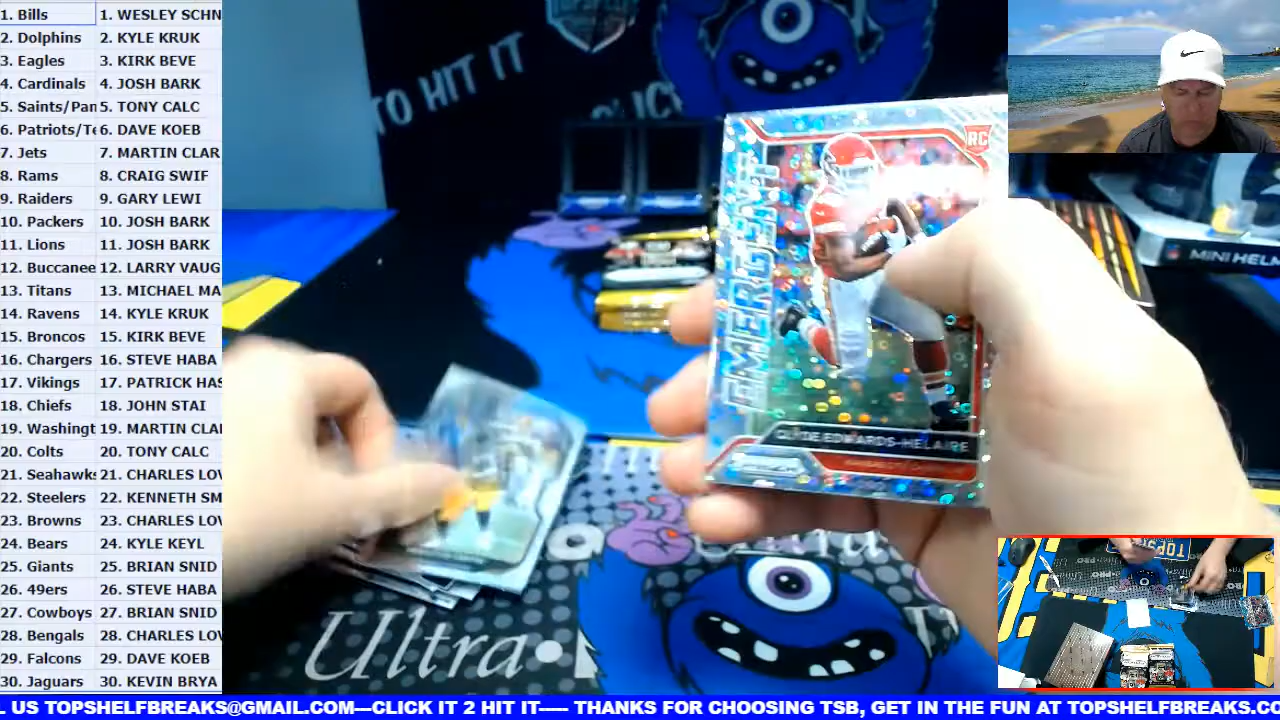 1. Bills 1. WESLEY SCHN
2. Dolphins 2. KYLE KRUK
3. Eagles 3. KIRK BEVE
4. Cardinals 4. JOSH BARK
5. Saints/Pan 5. TONY CALC
6. Patriots/Te 6. DAVE KOEB
7. Jets 7. MARTIN CLAR
8. Rams 8. CRAIG SWIF
9. Raiders 9. GARY LEWI
10. Packers 10. JOSH BARK
11. Lions 11. JOSH BARK
12. Buccanee 12. LARRY VAUG
13. Titans 13. MICHAEL MA
14. Ravens 14. KYLE KRUK
15. Broncos 15. KIRK BEVE
16. Chargers 16. STEVE HABA
17. Vikings 17. PATRICK HAS
18. Chiefs 18. JOHN STAI
19. Washingt 19. MARTIN CLAI
20. Colts 20. TONY CALC
21. Seahawks 21. CHARLES LOV
22. Steelers 22. KENNETH SM
23. Browns 23. CHARLES LOV
24. Bears 24. KYLE KEYL
25. Giants 25. BRIAN SNID
26. 49ers 26. STEVE HABA
27. Cowboys 27. BRIAN SNID
28. Bengals 28. CHARLES LOV
29. Falcons 29. DAVE KOEB
30. Jaguars 30. KEVIN BRYA
TO HIT IT
CLIC
RC
EMERGENT
CLYDE EDWARDS-HELAIRE
MINI HELM
Ultra
L US TOPSHELFBREAKS@GMAIL.COM---CLICK IT 2 HIT IT----- THANKS FOR CHOOSING TSB, GET IN THE FUN AT TOPSHELFBREAKS.CO